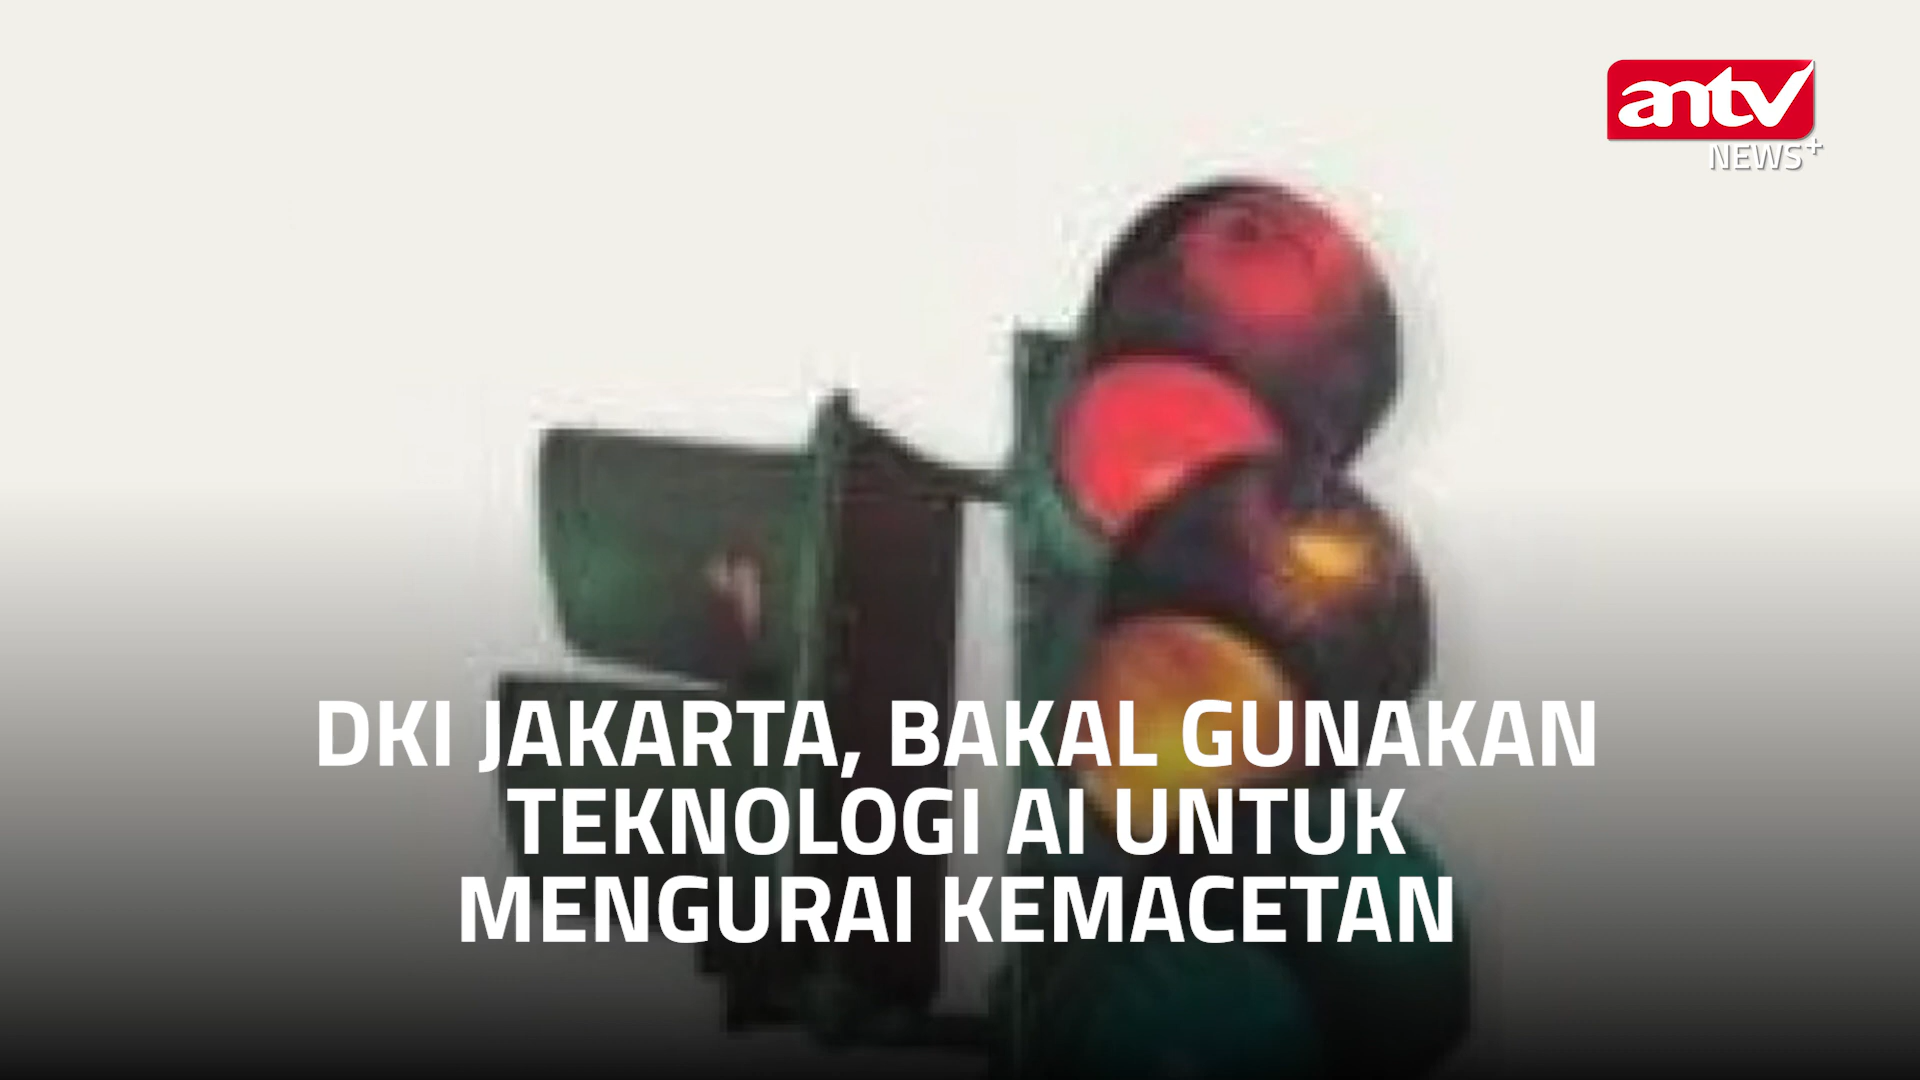 antv
NEWS+
DKI JAKARTA, BAKAL GUNAKAN
TEKNOLOGI AI UNTUK
MENGURAI KEMACETAN